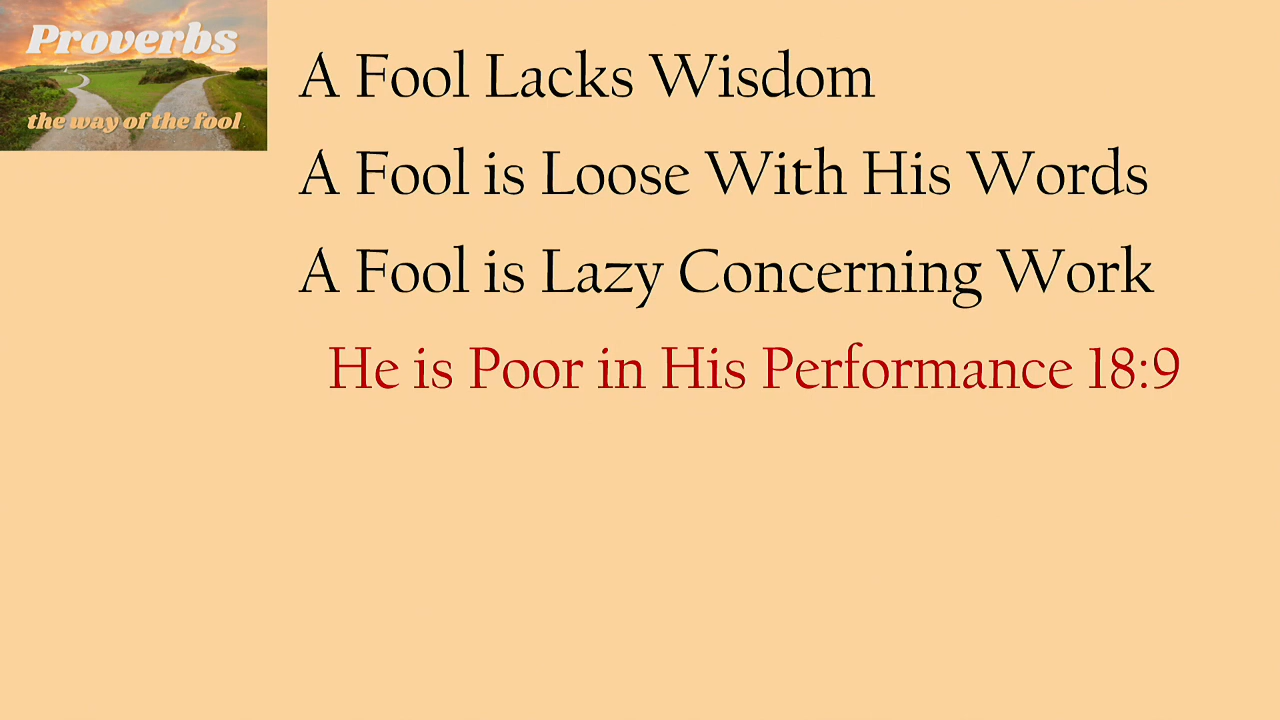 Proverbs
the way of the fool
A Fool Lacks Wisdom
A Fool is Loose With His Words
A Fool is Lazy Concerning Work
He is Poor in His Performance 18:9